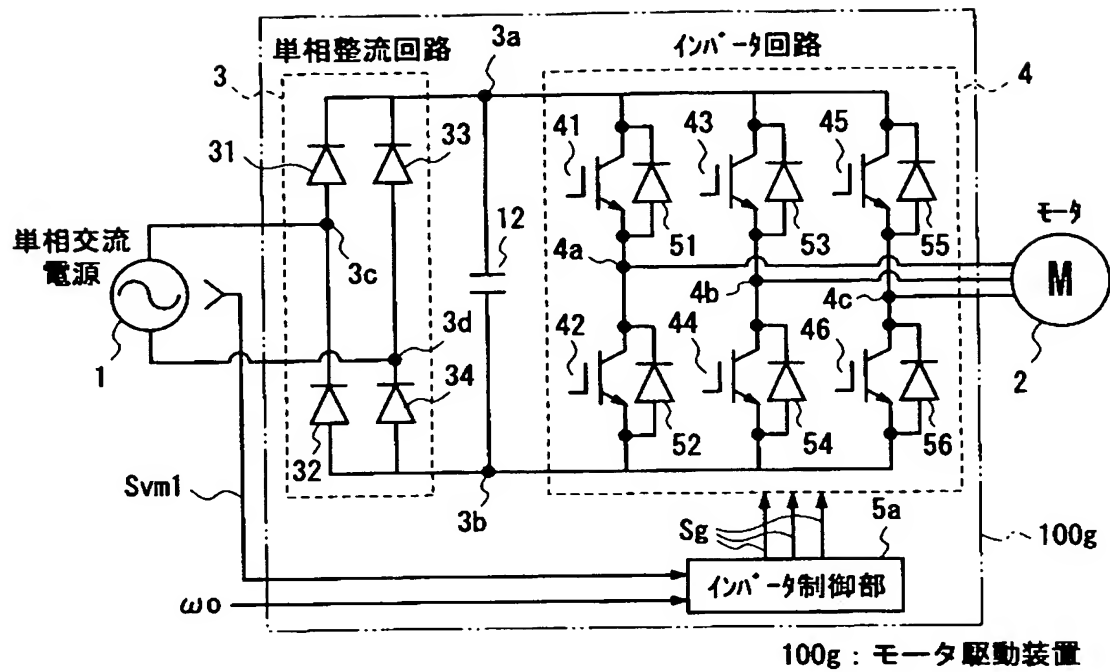 3a
単相整流回路
インバータ回路
3
4
41
43
45
31
33
モータ
単相交流
電源
3c
12
51
53
55
4a
M
4b
4c
3d
42
44
46
1
2
34
32
52
54
56
Svm1
3b
Sg
5a
100g
インバータ制御部
ωo
100g：モータ駆動装置